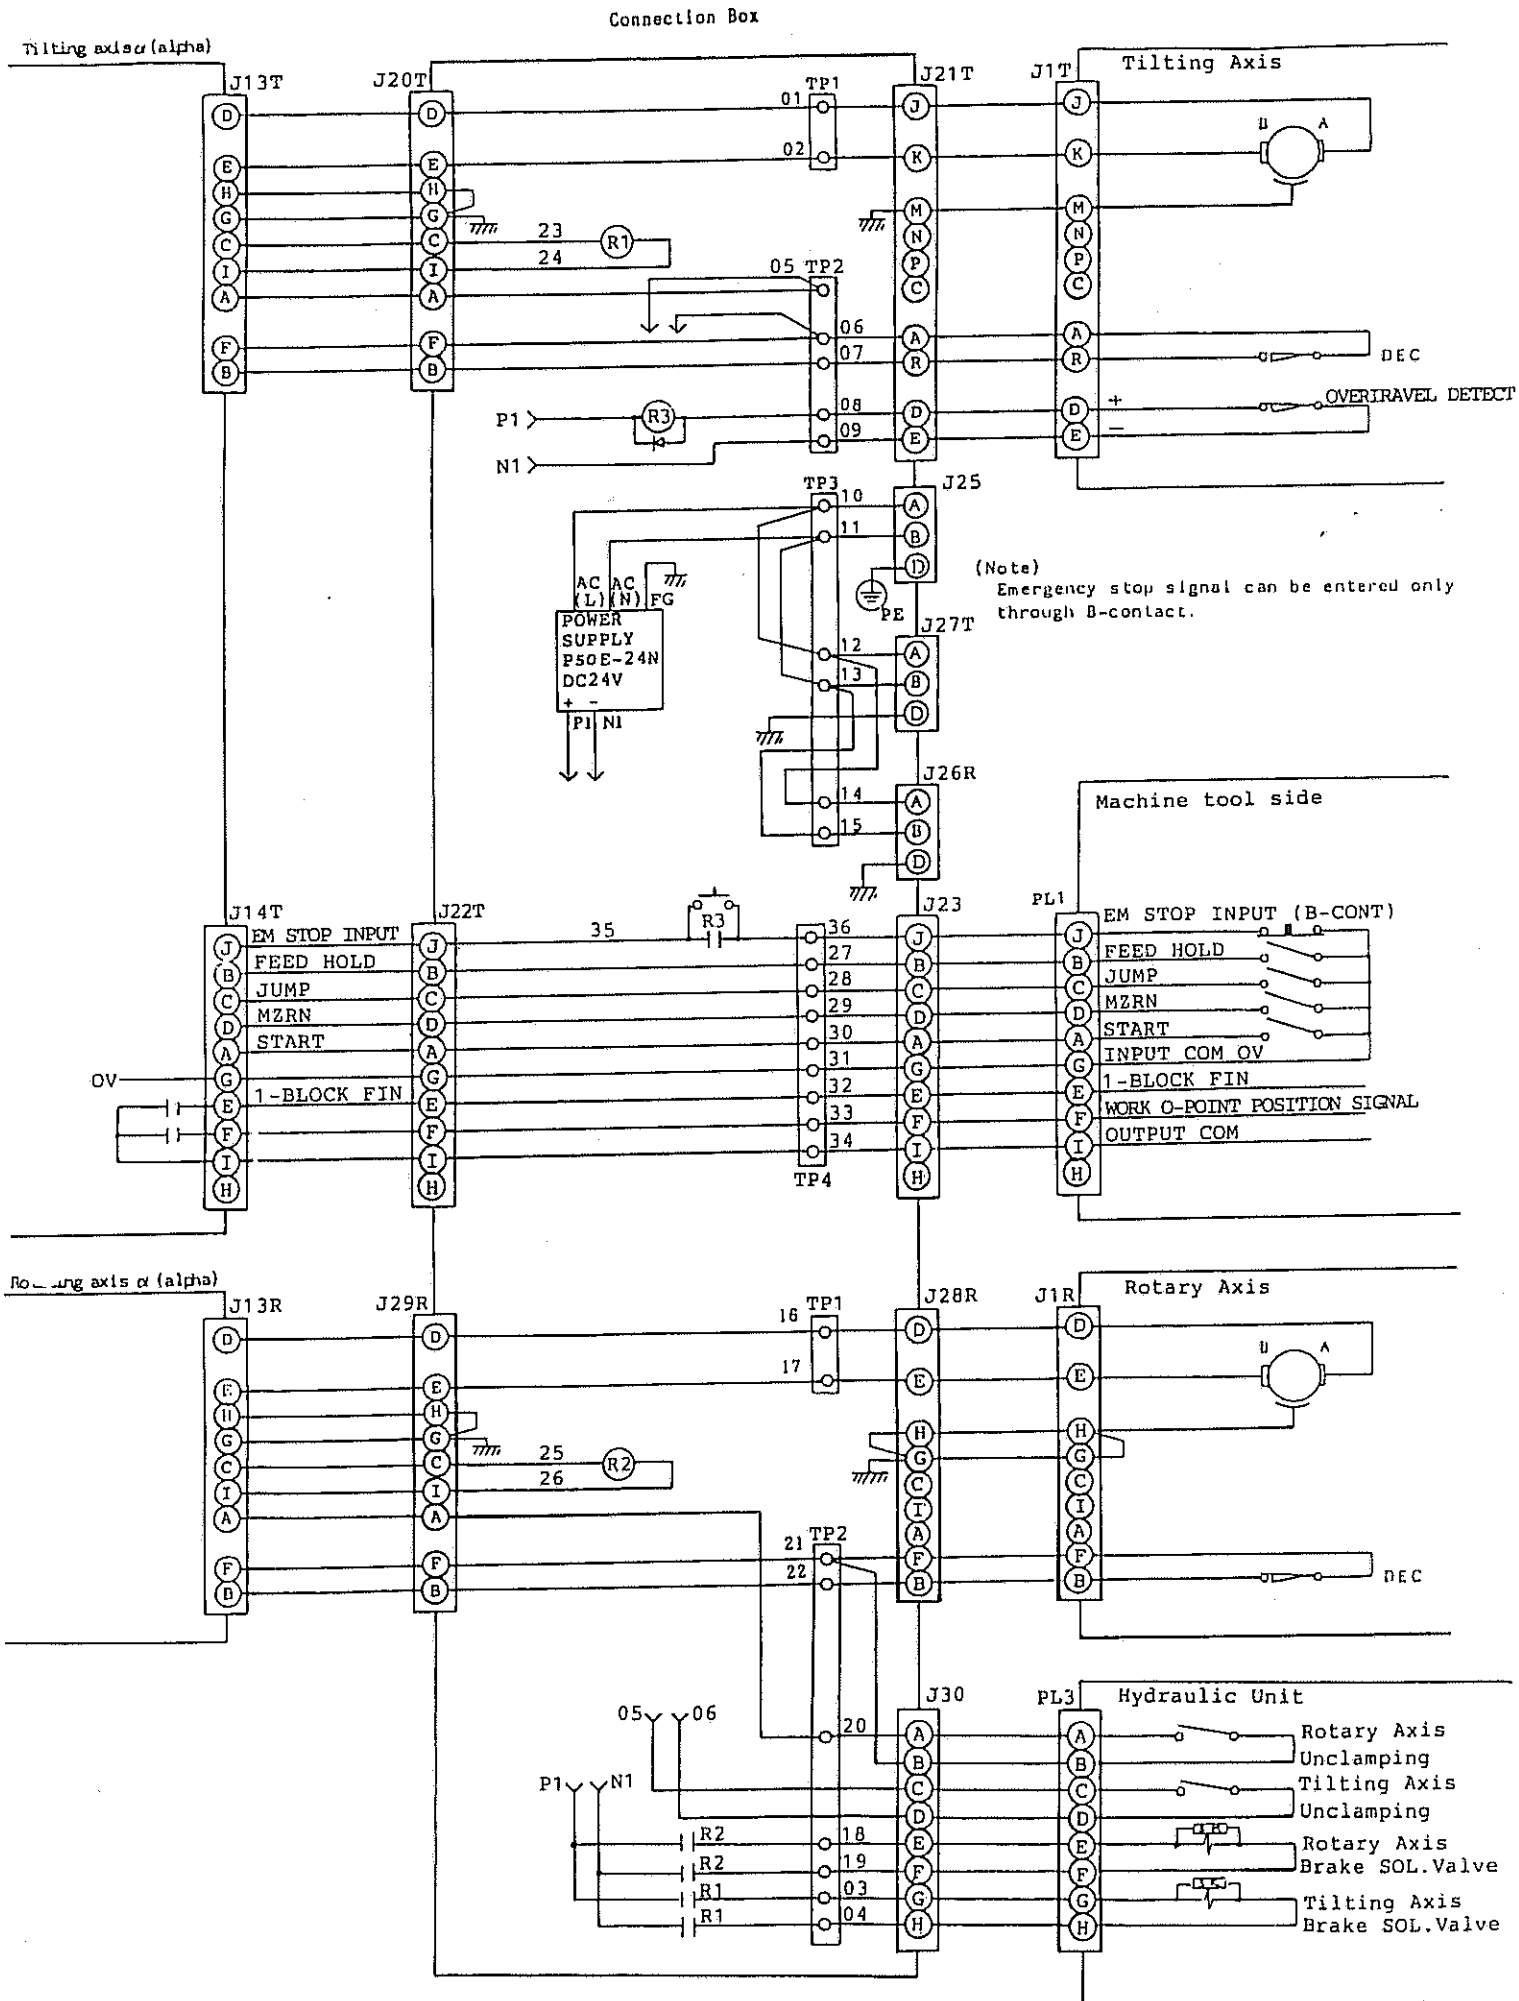 Connection Box
Tilting axis α (alpha)
J13T
J20T
TP1
J21T
J1T
Tilting Axis
D
D
01
J
J
B A
E
E
02
K
K
H
H
G
G
M
M
C
C
23
R1
N
N
I
I
24
P
P
A
A
05 TP2
C
C
F
F
06
A
A
B
B
07
R
R
DEC
P1
R3
08
D
D
+
OVERTRAVEL DETECT
N1
09
E
E
−
TP3
J25
10
A
11
B
D
PE
(Note)
Emergency stop signal can be entered only
through B-contact.
AC AC
(L) (N) FG
POWER
SUPPLY
P50E-24N
DC24V
+ −
P1 N1
J27T
12
A
13
B
D
J26R
14
A
15
B
D
Machine tool side
J14T
J22T
R3
J23
PL1
J
EM STOP INPUT
J
35
36
J
J
EM STOP INPUT (B-CONT)
B
FEED HOLD
B
27
B
B
FEED HOLD
C
JUMP
C
28
C
C
JUMP
D
MZRN
D
29
D
D
MZRN
A
START
A
30
A
A
START
0V
G
G
31
G
G
INPUT COM 0V
E
1-BLOCK FIN
E
32
E
E
1-BLOCK FIN
F
F
33
F
F
WORK O-POINT POSITION SIGNAL
I
I
34
I
I
OUTPUT COM
H
H
TP4
H
H
axis α (alpha)
J13R
J29R
TP1
J28R
J1R
Rotary Axis
D
D
16
D
D
B A
E
E
17
E
E
H
H
H
H
G
G
G
G
C
C
25
R2
C
C
I
I
26
I
I
A
A
TP2
A
A
F
F
21
F
F
B
B
22
B
B
DEC
J30
PL3
Hydraulic Unit
05 06
20
A
A
Rotary Axis
B
B
Unclamping
P1 N1
C
C
Tilting Axis
D
D
Unclamping
R2
18
E
E
Rotary Axis
R2
19
F
F
Brake SOL.Valve
R1
03
G
G
Tilting Axis
R1
04
H
H
Brake SOL.Valve